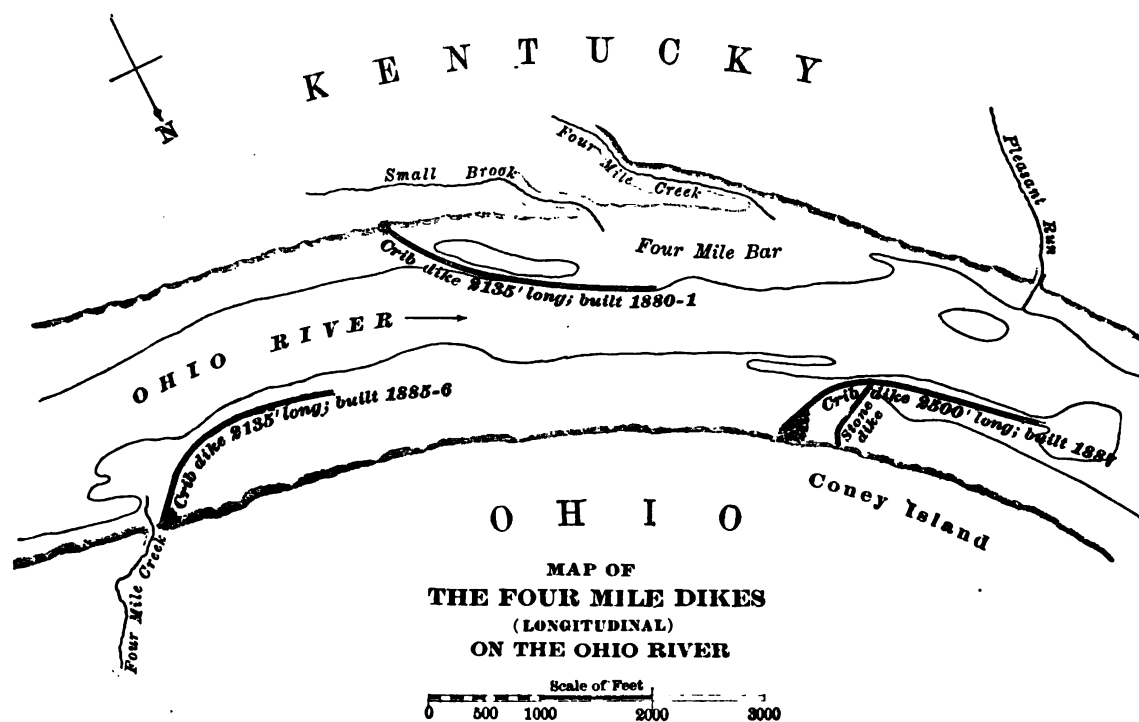 KENTUCKY
N
Four Mile Creek
Pleasant Run
Small Brook
Four Mile Bar
Crib dike 2135' long; built 1880-1
OHIO RIVER
Crib dike 2135' long; built 1885-6
Crib dike 2500' long; built 1887
Stone dike
Coney Island
OHIO
Four Mile Creek
MAP OF
THE FOUR MILE DIKES
(LONGITUDINAL)
ON THE OHIO RIVER
Scale of Feet
0 500 1000 2000 3000